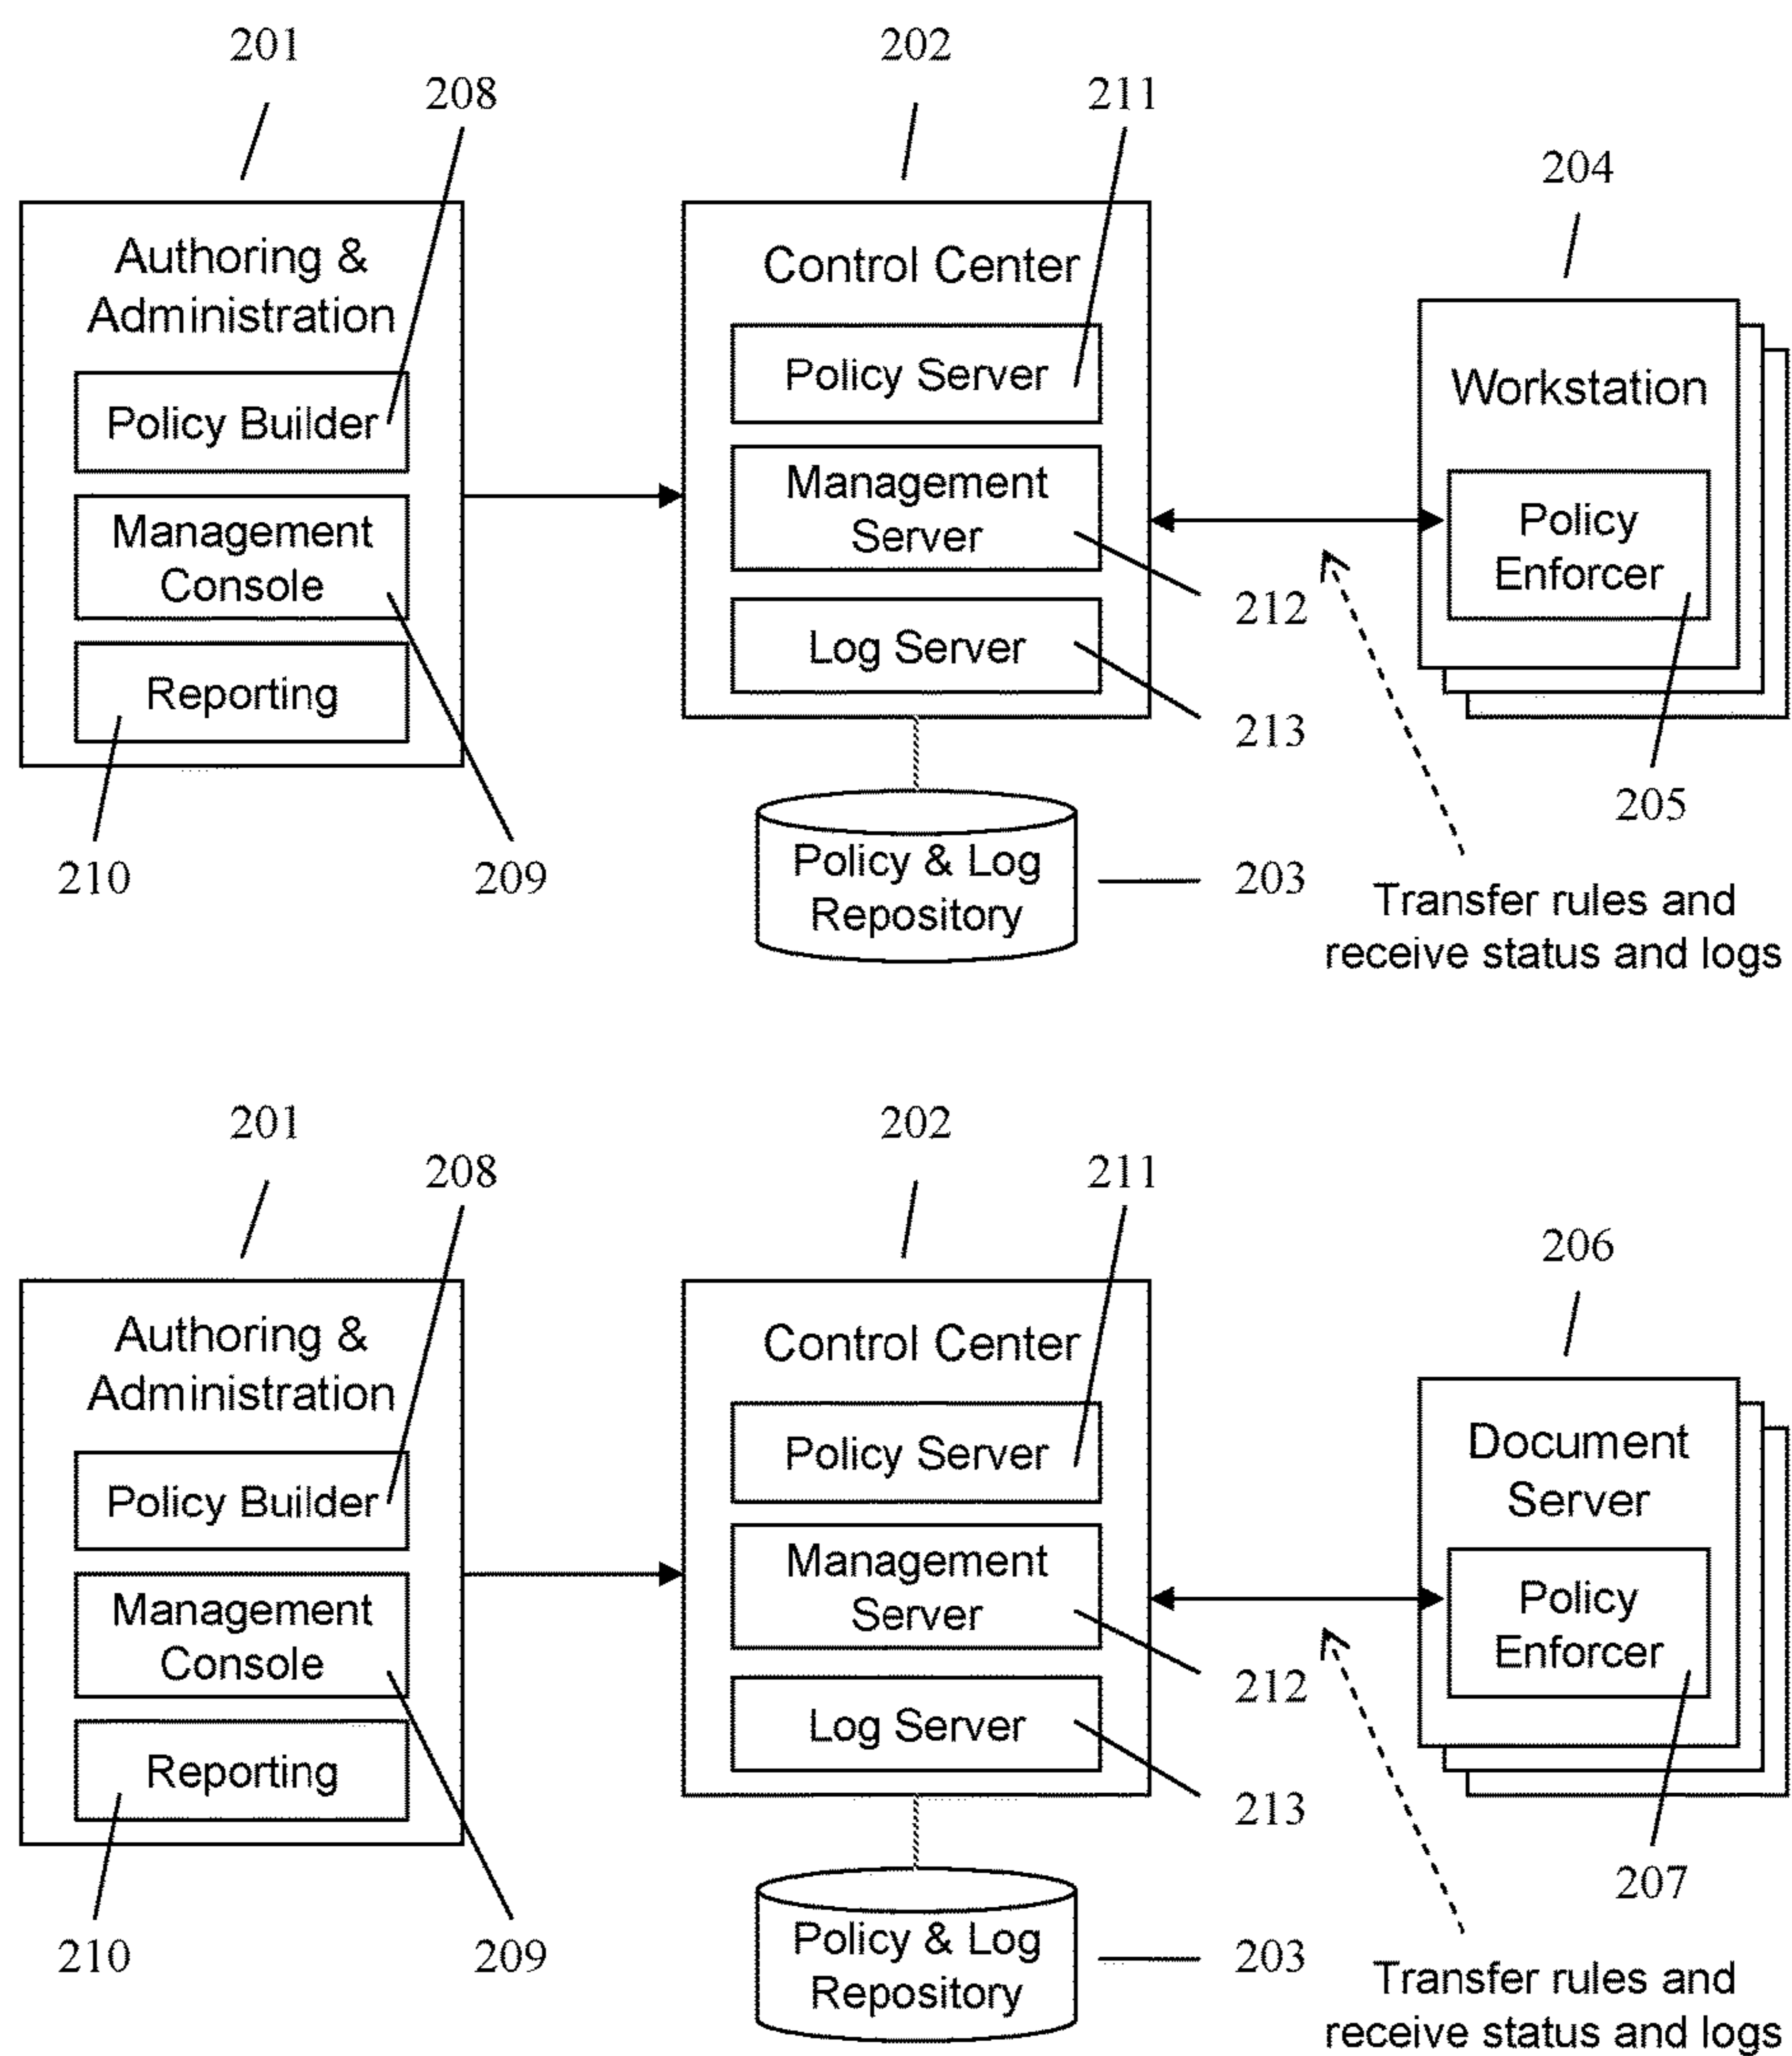 201
202
208
211
204
Authoring &
Administration
Control Center
Policy Server
Workstation
Policy Builder
Management
Server
Policy
Enforcer
Management
Console
212
Log Server
Reporting
213
205
210
209
Policy & Log
Repository
203
Transfer rules and
receive status and logs
201
202
208
211
206
Authoring &
Administration
Control Center
Policy Server
Document
Server
Policy Builder
Management
Server
Policy
Enforcer
Management
Console
212
Log Server
Reporting
213
207
210
209
Policy & Log
Repository
203
Transfer rules and
receive status and logs